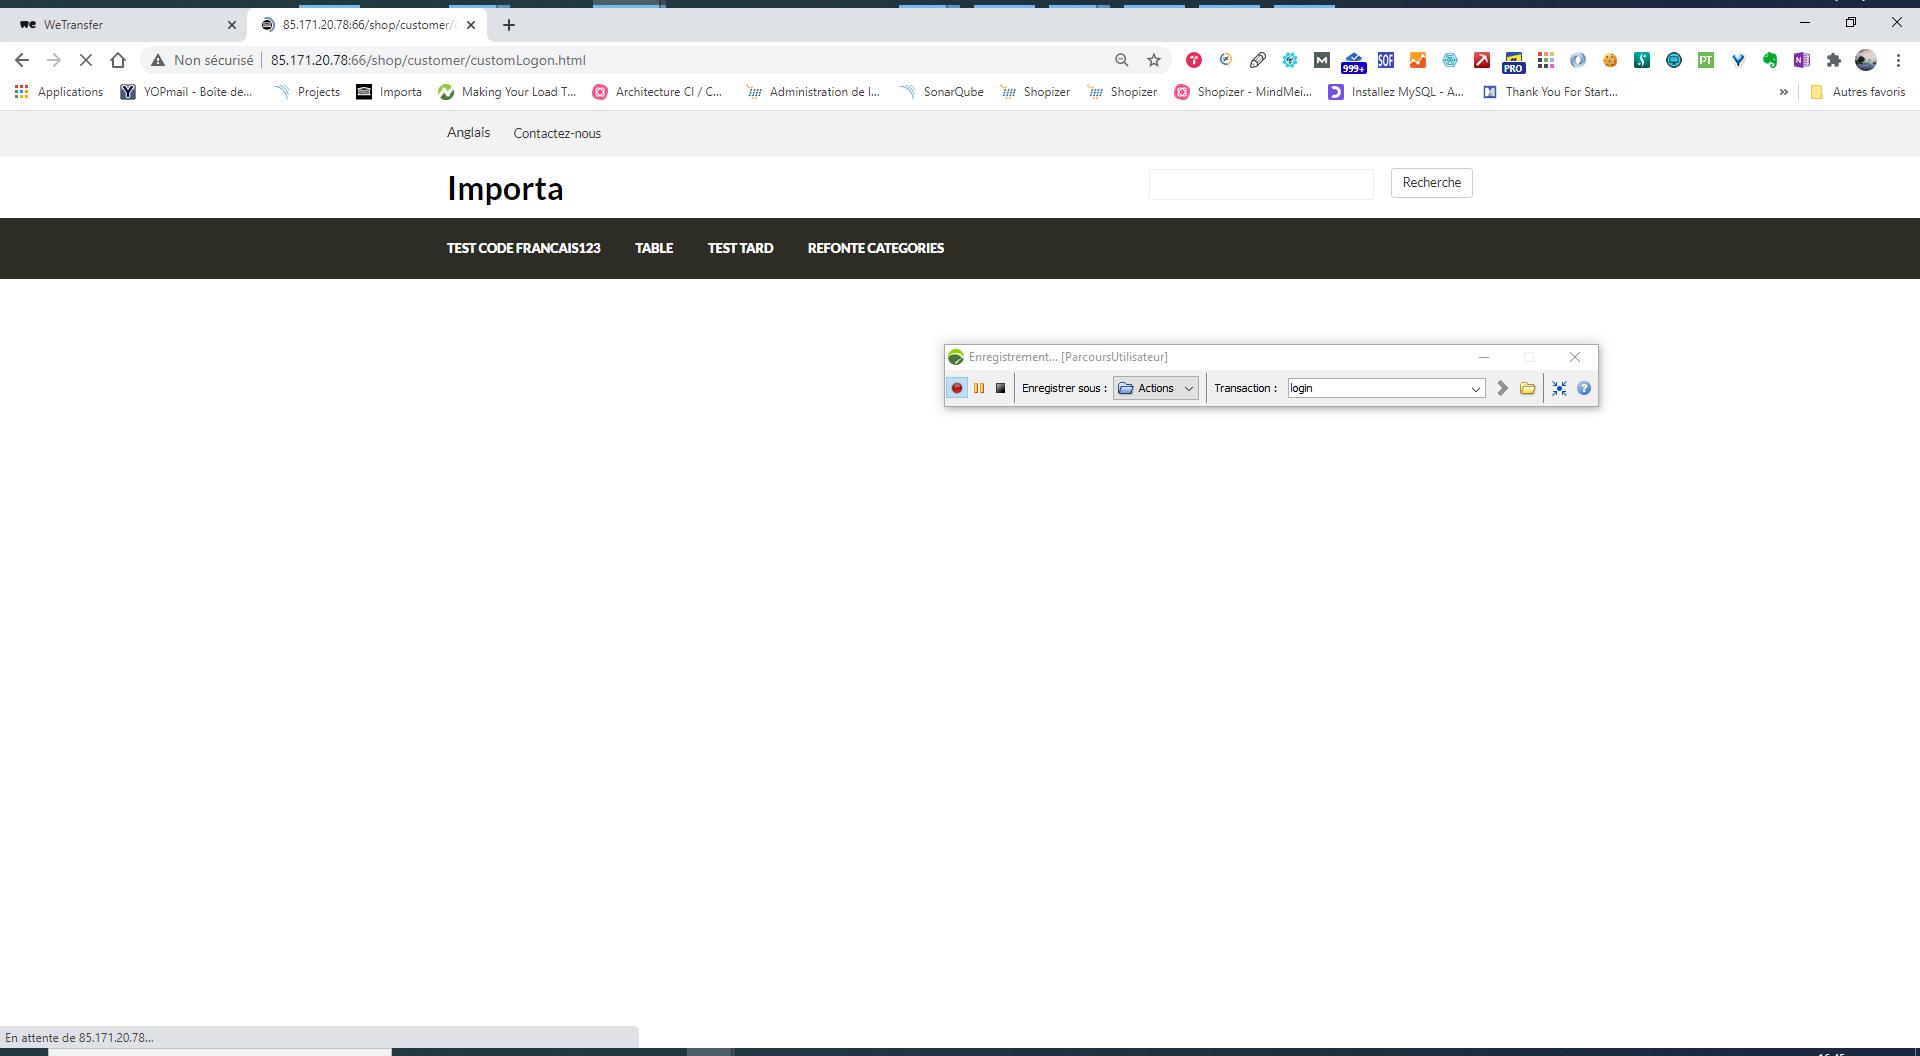 WeTransfer
85.171.20.78:66/shop/customer/
Non sécurisé
85.171.20.78:66/shop/customer/customLogon.html
SOF
999+
PRO
PT
Applications
YOPmail - Boîte de...
Projects
Importa
Making Your Load T...
Architecture CI / C...
Administration de l...
SonarQube
Shopizer
Shopizer
Shopizer - MindMei...
Installez MySQL - A...
Thank You For Start...
»
Autres favoris
Anglais
Contactez-nous
Importa
Recherche
TEST CODE FRANCAIS123
TABLE
TEST TARD
REFONTE CATEGORIES
Enregistrement... [ParcoursUtilisateur]
Enregistrer sous :
Actions
Transaction :
login
En attente de 85.171.20.78...